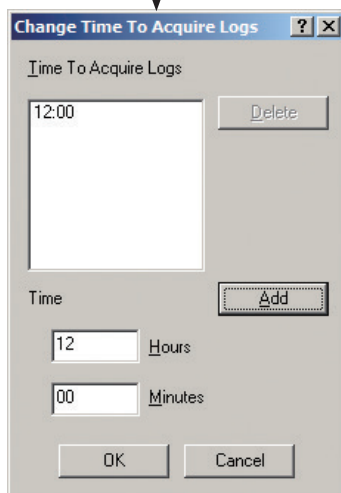 Change Time To Acquire Logs
Time To Acquire Logs
12:00
Delete
Time
Add
12 Hours
00 Minutes
OK Cancel